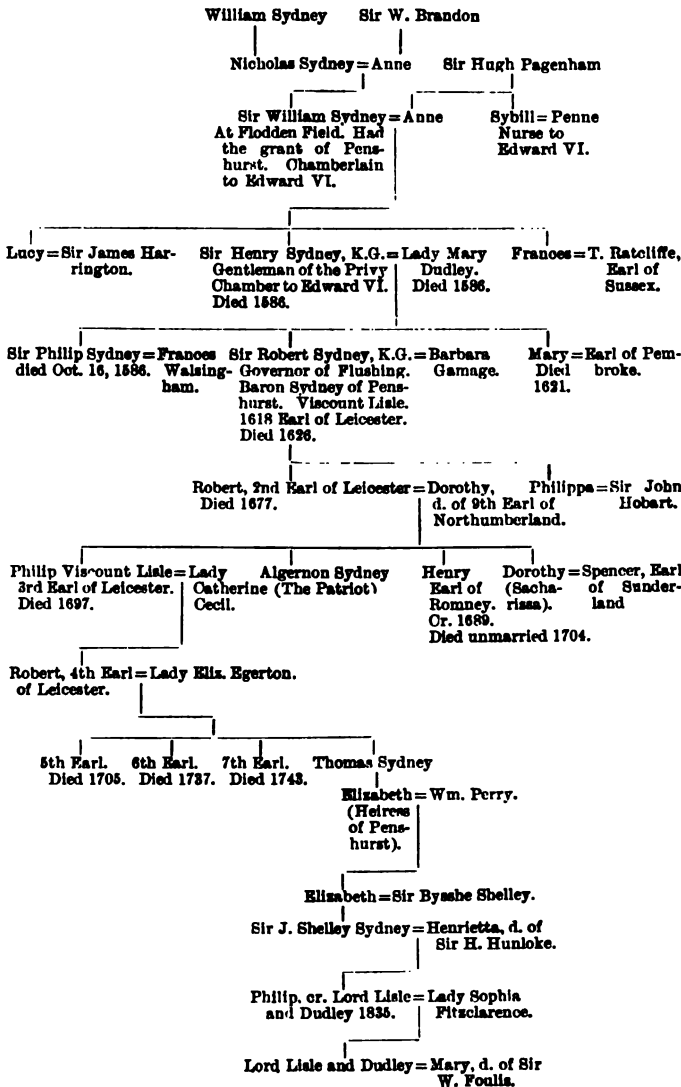 William Sydney Sir W. Brandon
Nicholas Sydney = Anne Sir Hugh Pagenham
Sir William Sydney = Anne Sybill = Penne
At Flodden Field. Had Nurse to
the grant of Pens- Edward VI.
hurst. Chamberlain
to Edward VI.
Lucy = Sir James Har- Sir Henry Sydney, K.G. = Lady Mary Frances = T. Ratcliffe,
rington. Gentleman of the Privy Dudley. Earl of
Chamber to Edward VI. Died 1586. Sussex.
Died 1586.
Sir Philip Sydney = Frances Sir Robert Sydney, K.G. = Barbara Mary = Earl of Pem-
died Oct. 16, 1586. Walsing- Governor of Flushing. Gamage. Died broke.
ham. Baron Sydney of Pens- 1621.
hurst. Viscount Lisle.
1618 Earl of Leicester.
Died 1626.
Robert, 2nd Earl of Leicester = Dorothy, Philippa = Sir John
Died 1677. d. of 9th Earl of Hobart.
Northumberland.
Philip Viscount Lisle = Lady Algernon Sydney Henry Dorothy = Spencer, Earl
3rd Earl of Leicester. Catherine (The Patriot) Earl of (Sacha- of Sunder-
Died 1697. Cecil. Romney. rissa). land
Cr. 1689.
Died unmarried 1704.
Robert, 4th Earl = Lady Eliz. Egerton.
of Leicester.
5th Earl. 6th Earl. 7th Earl. Thomas Sydney
Died 1705. Died 1737. Died 1743.
Elizabeth = Wm. Perry.
(Heiress
of Pens-
hurst).
Elizabeth = Sir Bysshe Shelley.
Sir J. Shelley Sydney = Henrietta, d. of
Sir H. Hunloke.
Philip, cr. Lord Lisle = Lady Sophia
and Dudley 1835. Fitzclarence.
Lord Lisle and Dudley = Mary, d. of Sir
W. Foulis.